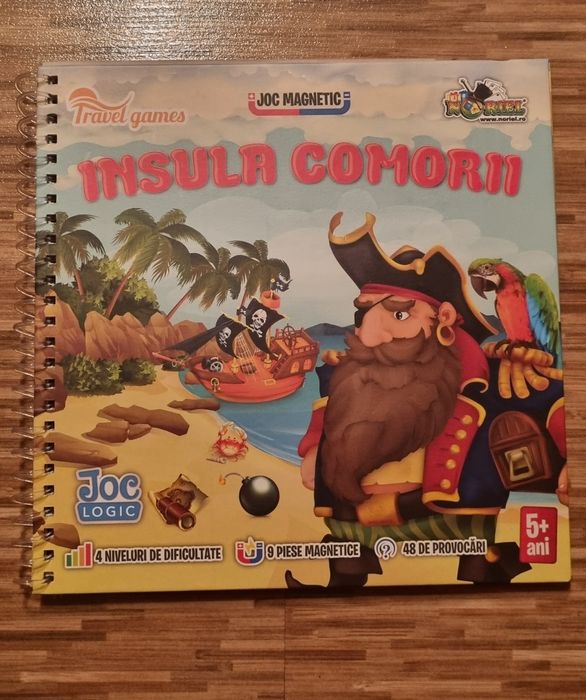 Travel games
JOC MAGNETIC
NORIEL
www.noriel.ro
INSULA COMORII
Joc
LOGIC
4 NIVELURI DE DIFICULTATE
9 PIESE MAGNETICE
48 DE PROVOCĂRI
5+
ani